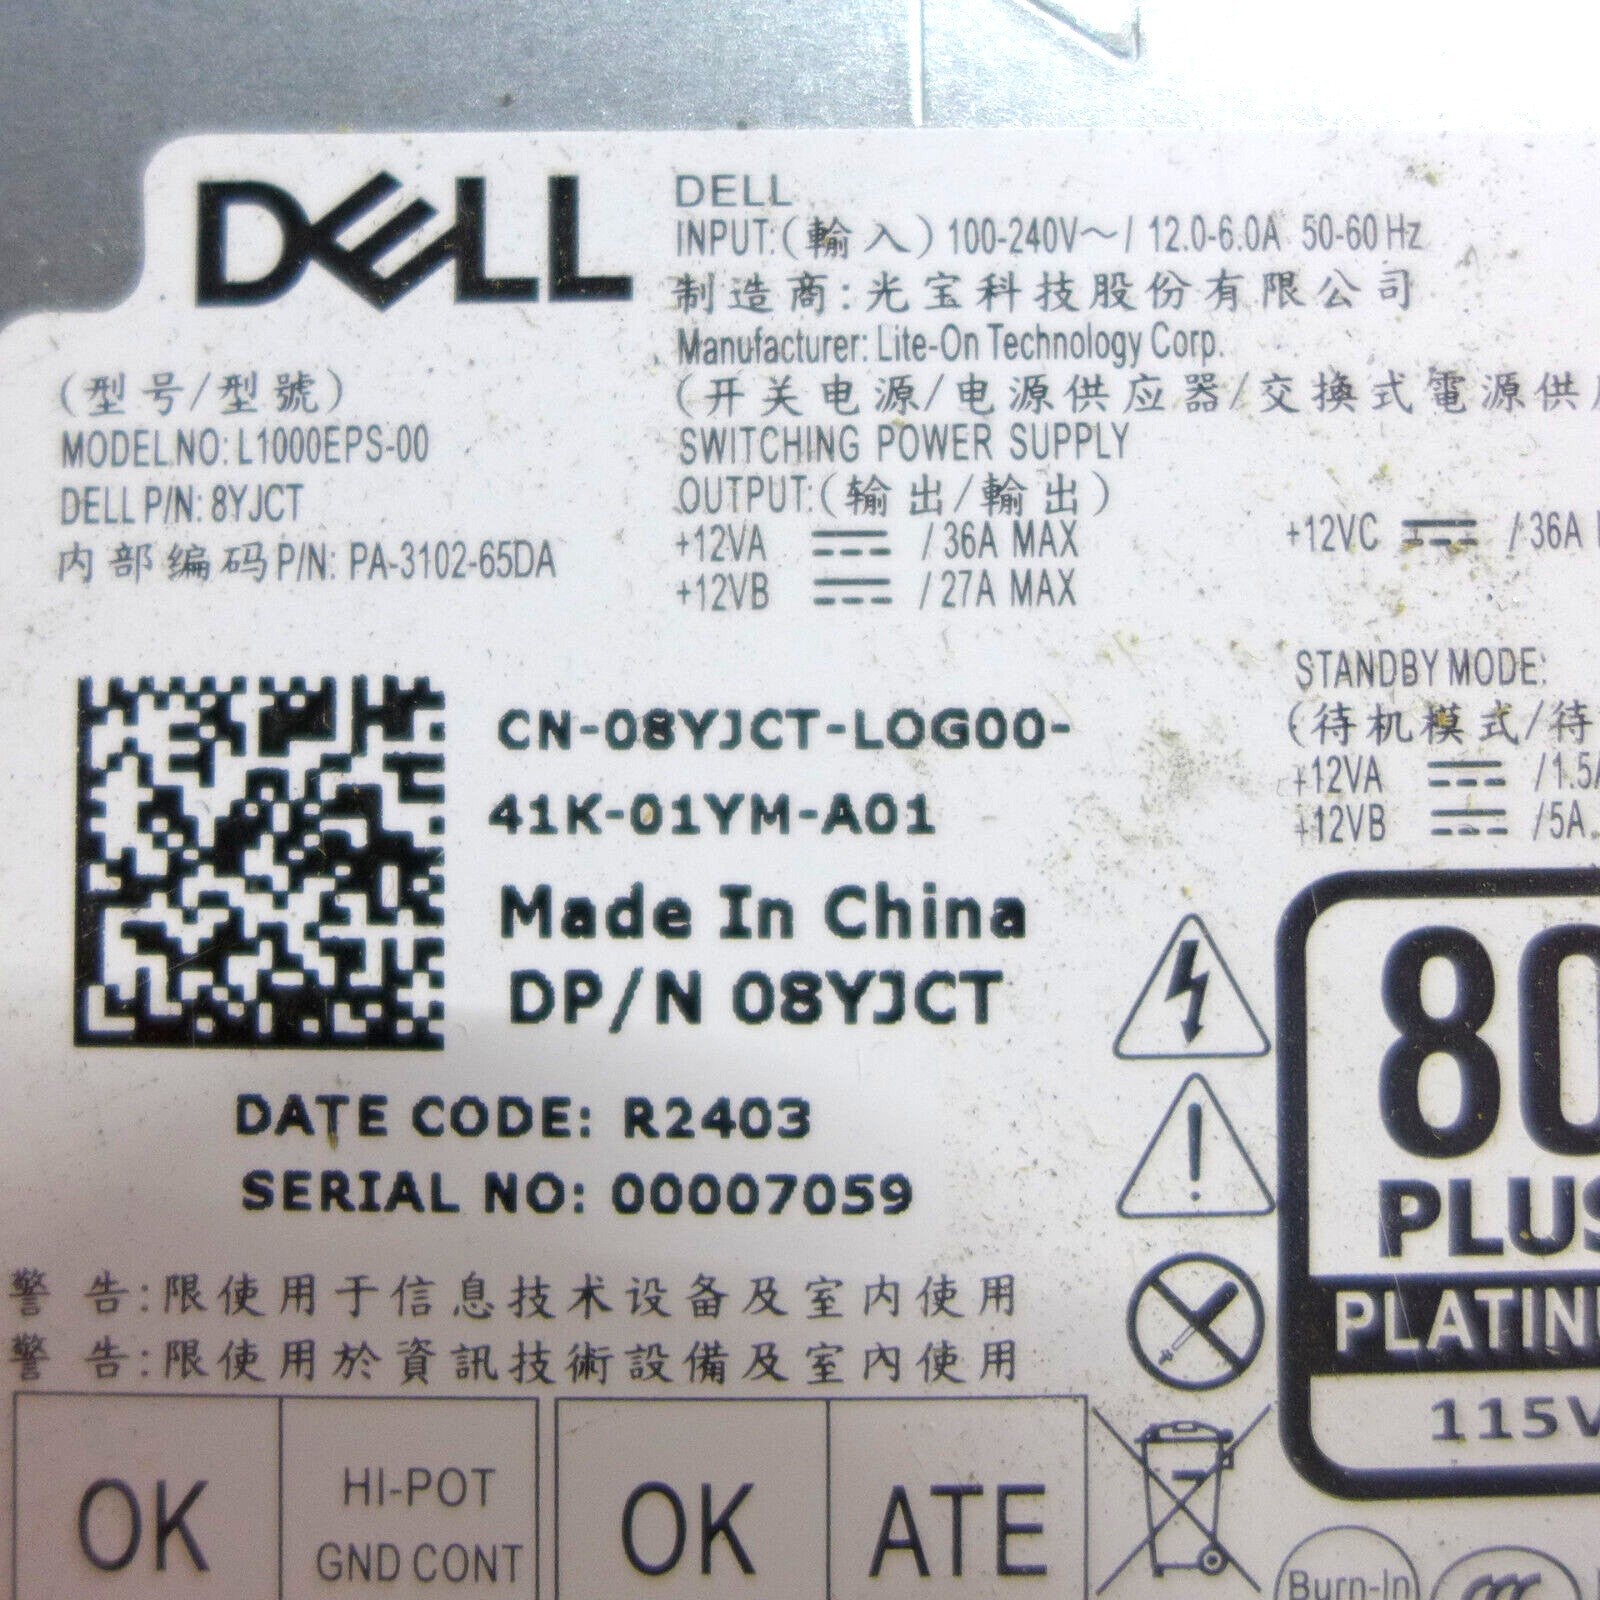 DELL
DELL
INPUT:(輸入) 100-240V～/ 12.0-6.0A 50-60 Hz
制造商:光宝科技股份有限公司
Manufacturer: Lite-On Technology Corp.
(开关电源/电源供应器/交換式電源供
SWITCHING POWER SUPPLY
OUTPUT:(输出/輸出)
+12VA ⎓ /36A MAX
+12VB ⎓ /27A MAX
+12VC ⎓ /36A
(型号/型號)
MODEL NO: L1000EPS-00
DELL P/N: 8YJCT
内部编码P/N: PA-3102-65DA
STANDBY MODE:
(待机模式/待
+12VA ⎓ /1.5A
+12VB ⎓ /5A
CN-08YJCT-LOG00-
41K-01YM-A01
Made In China
DP/N 08YJCT
DATE CODE: R2403
SERIAL NO: 00007059
80
PLUS
PLATINU
115V
警 告:限使用于信息技术设备及室内使用
警 告:限使用於資訊技術設備及室內使用
OK
HI-POT
GND CONT
OK
ATE
Burn-In